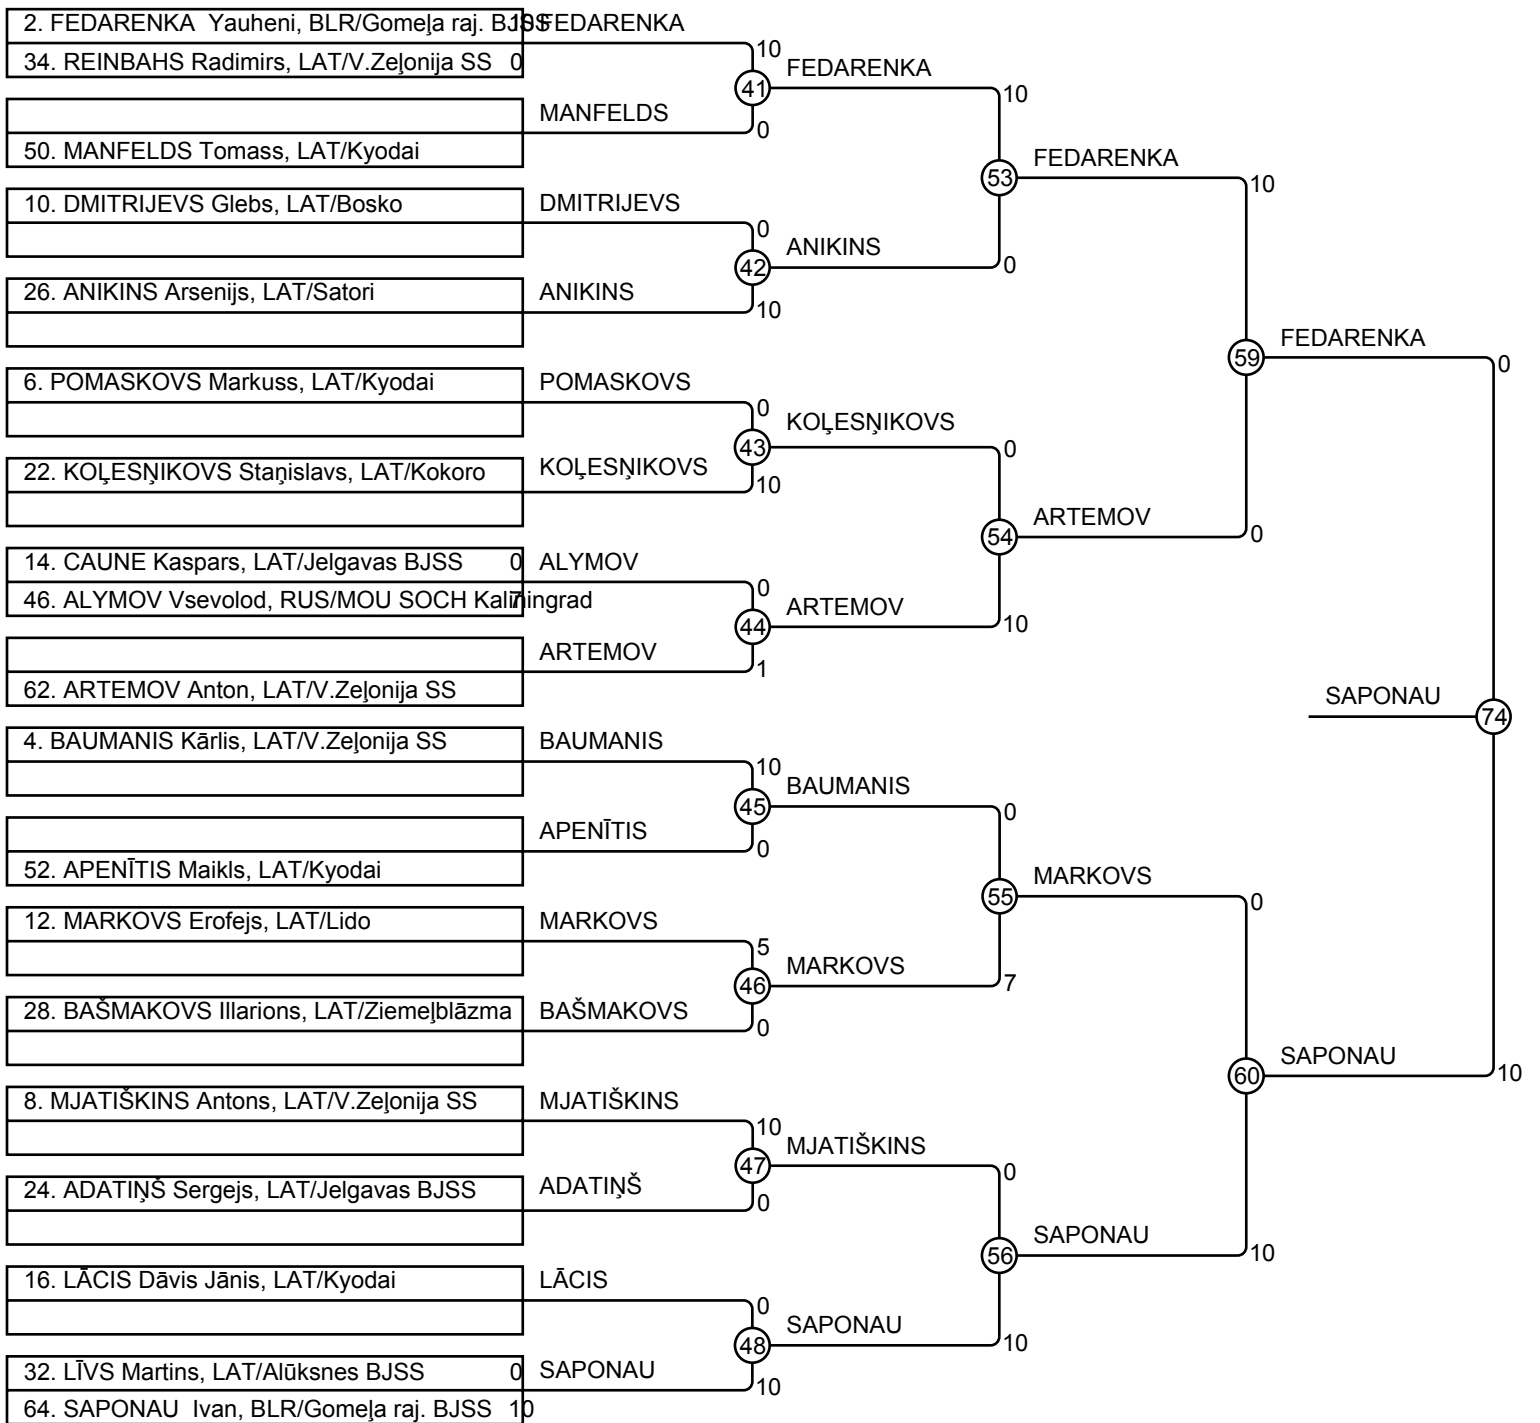 2. FEDARENKA  Yauheni, BLR/Gomeļa raj. BJSS 10 FEDARENKA
34. REINBAHS Radimirs, LAT/V.Zeļonija SS 0
10
FEDARENKA
41
10
MANFELDS
0
50. MANFELDS Tomass, LAT/Kyodai
FEDARENKA
53
10
10. DMITRIJEVS Glebs, LAT/Bosko
DMITRIJEVS
0
ANIKINS
42
0
26. ANIKINS Arsenijs, LAT/Satori
ANIKINS
10
FEDARENKA
59
0
6. POMASKOVS Markuss, LAT/Kyodai
POMASKOVS
0
KOĻESŅIKOVS
43
0
22. KOĻESŅIKOVS Staņislavs, LAT/Kokoro
KOĻESŅIKOVS
10
ARTEMOV
54
0
14. CAUNE Kaspars, LAT/Jelgavas BJSS 0
ALYMOV
0
46. ALYMOV Vsevolod, RUS/MOU SOCH Kaliningrad 7
ARTEMOV
44
10
ARTEMOV
1
62. ARTEMOV Anton, LAT/V.Zeļonija SS
SAPONAU
74
4. BAUMANIS Kārlis, LAT/V.Zeļonija SS
BAUMANIS
10
BAUMANIS
45
0
APENĪTIS
0
52. APENĪTIS Maikls, LAT/Kyodai
MARKOVS
55
0
12. MARKOVS Erofejs, LAT/Lido
MARKOVS
5
MARKOVS
46
7
28. BAŠMAKOVS Illarions, LAT/Ziemeļblāzma
BAŠMAKOVS
0
SAPONAU
60
10
8. MJATIŠKINS Antons, LAT/V.Zeļonija SS
MJATIŠKINS
10
MJATIŠKINS
47
0
24. ADATIŅŠ Sergejs, LAT/Jelgavas BJSS
ADATIŅŠ
0
SAPONAU
56
10
16. LĀCIS Dāvis Jānis, LAT/Kyodai
LĀCIS
0
SAPONAU
48
10
32. LĪVS Martins, LAT/Alūksnes BJSS 0
SAPONAU
10
64. SAPONAU  Ivan, BLR/Gomeļa raj. BJSS 10